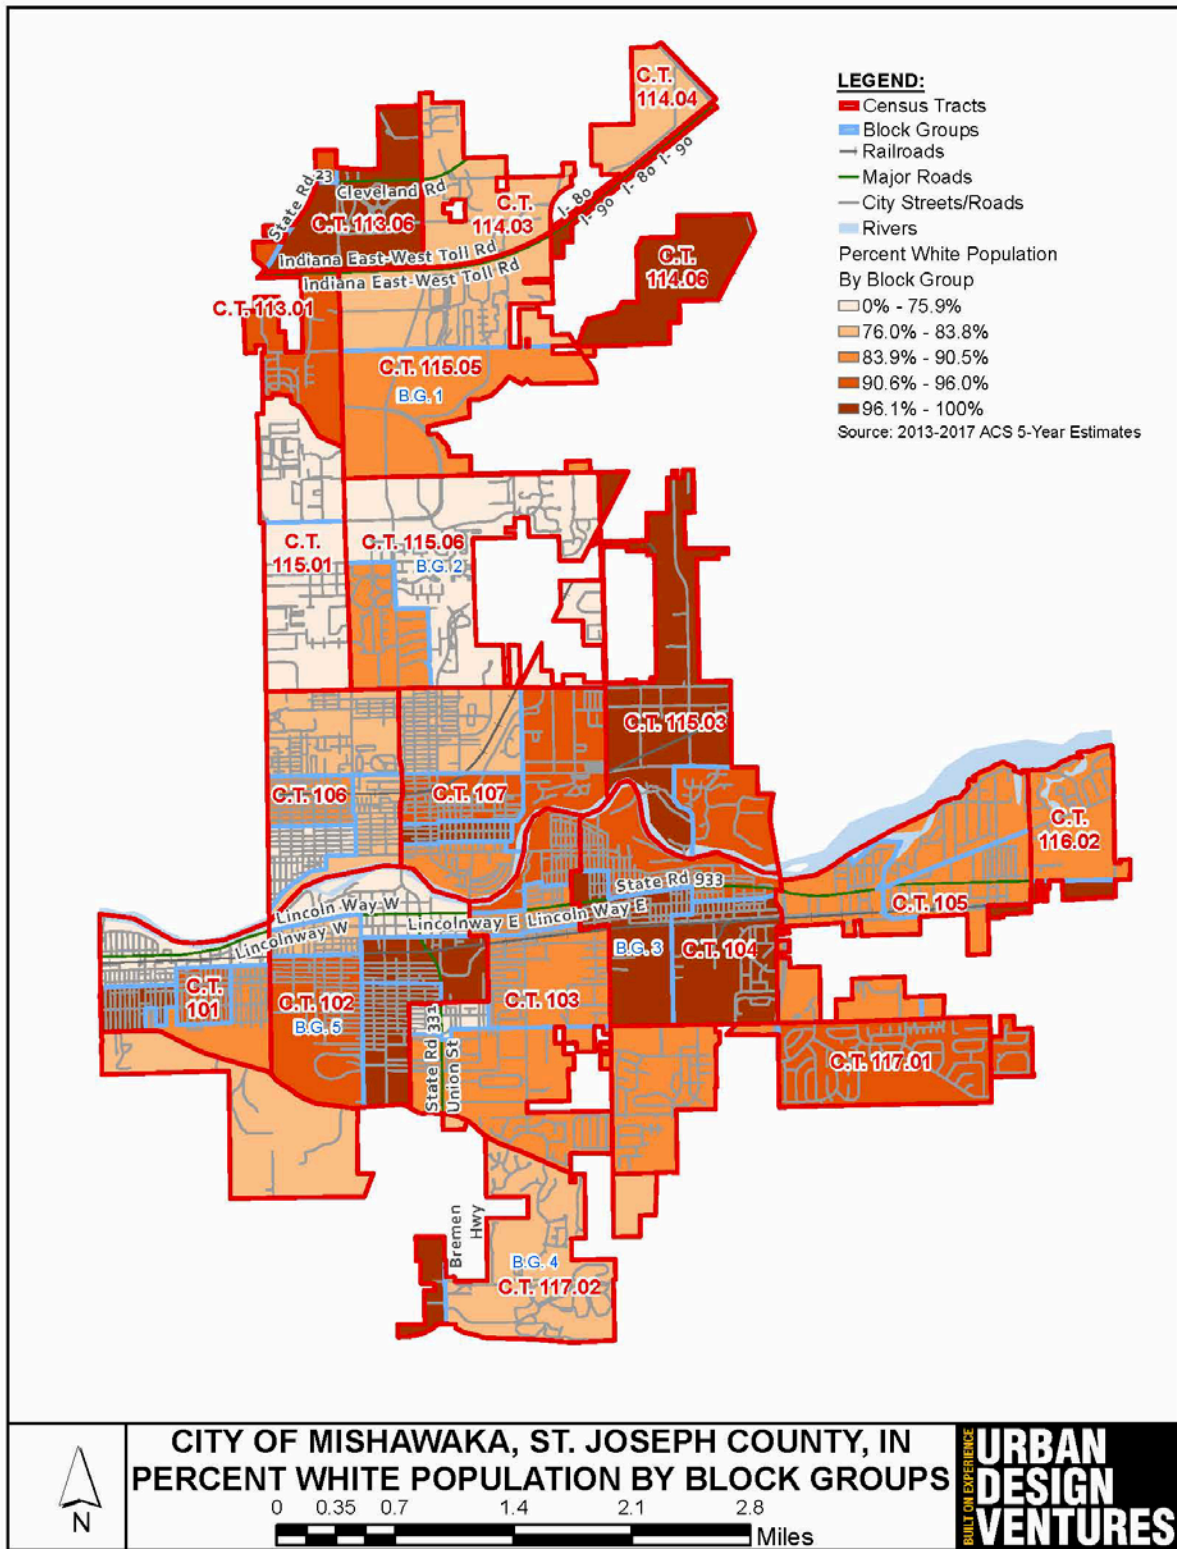 LEGEND:
Census Tracts
Block Groups
Railroads
Major Roads
City Streets/Roads
Rivers
Percent White Population
By Block Group
0% - 75.9%
76.0% - 83.8%
83.9% - 90.5%
90.6% - 96.0%
96.1% - 100%
Source: 2013-2017 ACS 5-Year Estimates
C.T.
114.04
State Rd 23
Cleveland Rd
C.T. 113.06
C.T.
114.03
I- 80
I- 90
I- 80
I- 90
Indiana East-West Toll Rd
Indiana East-West Toll Rd
C.T.
114.06
C.T. 113.01
C.T. 115.05
B.G. 1
C.T.
115.01
C.T. 115.06
B.G. 2
C.T. 115.03
C.T. 106
C.T. 107
C.T.
116.02
State Rd 933
Lincoln Way W
Lincolnway W
Lincolnway E
Lincoln Way E
C.T. 105
B.G. 3
C.T. 104
C.T.
101
C.T. 102
B.G. 5
C.T. 103
State Rd 331
Union St
C.T. 117.01
Bremen
Hwy
B.G. 4
C.T. 117.02
N
CITY OF MISHAWAKA, ST. JOSEPH COUNTY, IN
PERCENT WHITE POPULATION BY BLOCK GROUPS
0 0.35 0.7 1.4 2.1 2.8
Miles
BUILT ON EXPERIENCE
URBAN
DESIGN
VENTURES